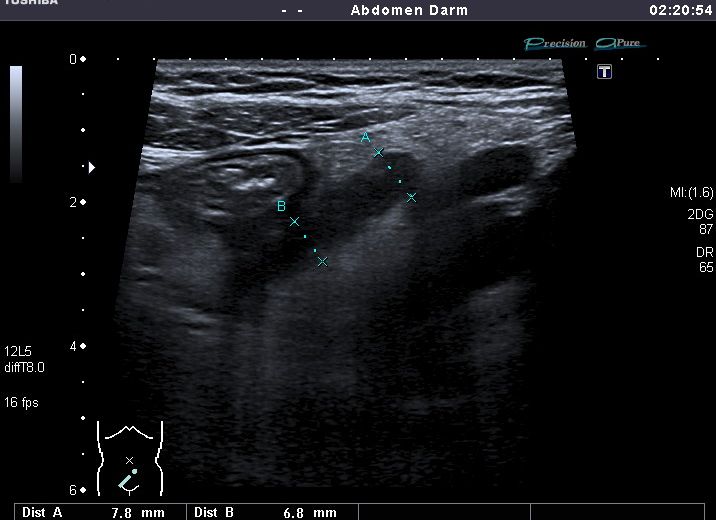 TOSHIBA
- - Abdomen Darm 02:20:54
Precision APure
T
0
A
2
B
4
6
MI:(1.6)
2DG
87
DR
65
12L5
diffT8.0
16 fps
Dist A 7.8 mm Dist B 6.8 mm